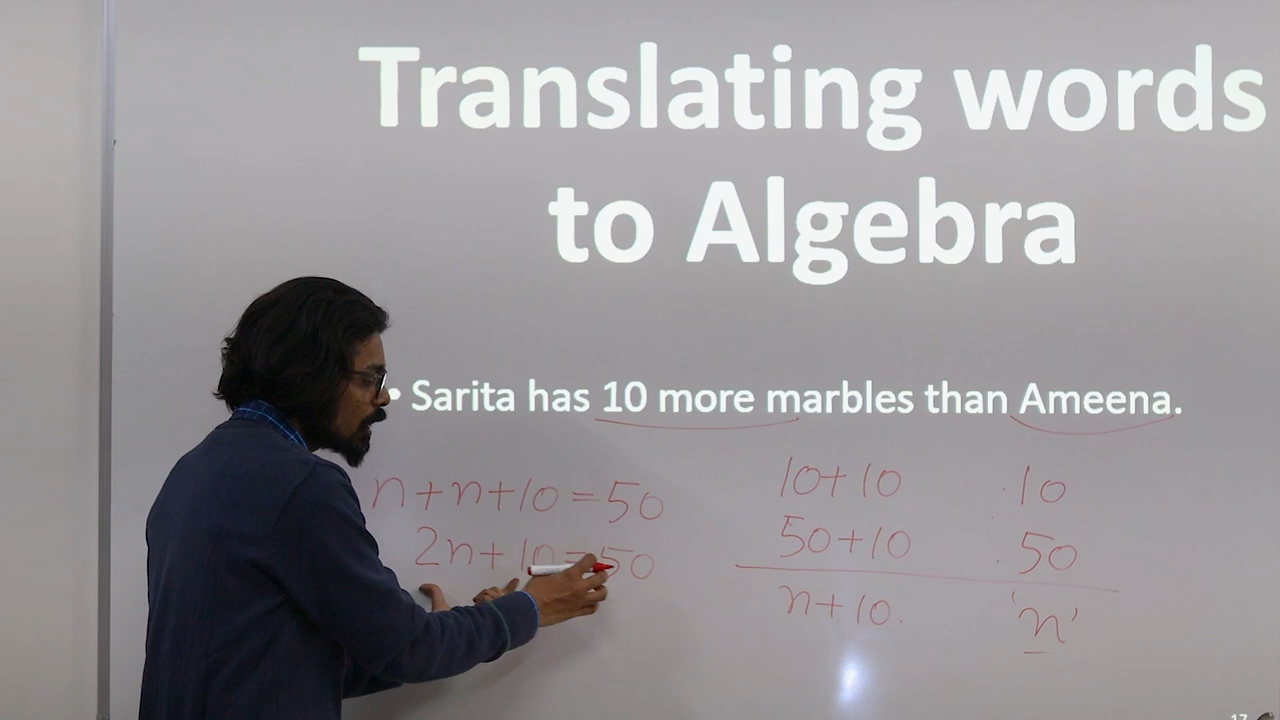 Translating words
to Algebra
• Sarita has 10 more marbles than Ameena.
n+n+10=50
2n+10=50
10+10 10
50+10 50
n+10. 'n'
17